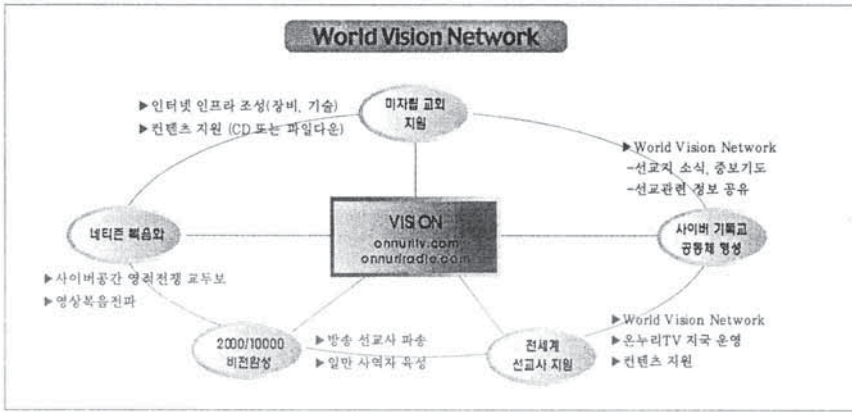 World Vision Network
▶인터넷 인프라 조성(장비, 기술)
▶컨텐츠 지원 (CD 또는 파일다운)
미자립 교회
지원
▶World Vision Network
-선교지 소식, 중보기도
-선교관련 정보 공유
네티즌 복음화
VISION
onnuritv.com
onnuriradio.com
사이버 기독교
공동체 형성
▶사이버공간 영적전쟁 교두보
▶영상복음전파
2000/10000
비전완성
▶방송 선교사 파송
▶일만 사역자 육성
전세계
선교사 지원
▶World Vision Network
▶온누리TV 지국 운영
▶컨텐츠 지원